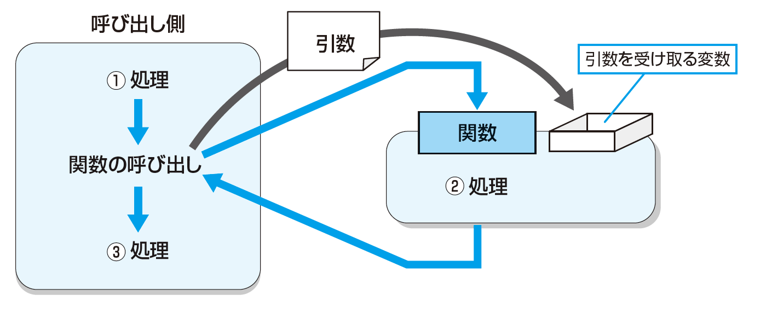 呼び出し側
① 処理
関数の呼び出し
③ 処理
引数
関数
② 処理
引数を受け取る変数